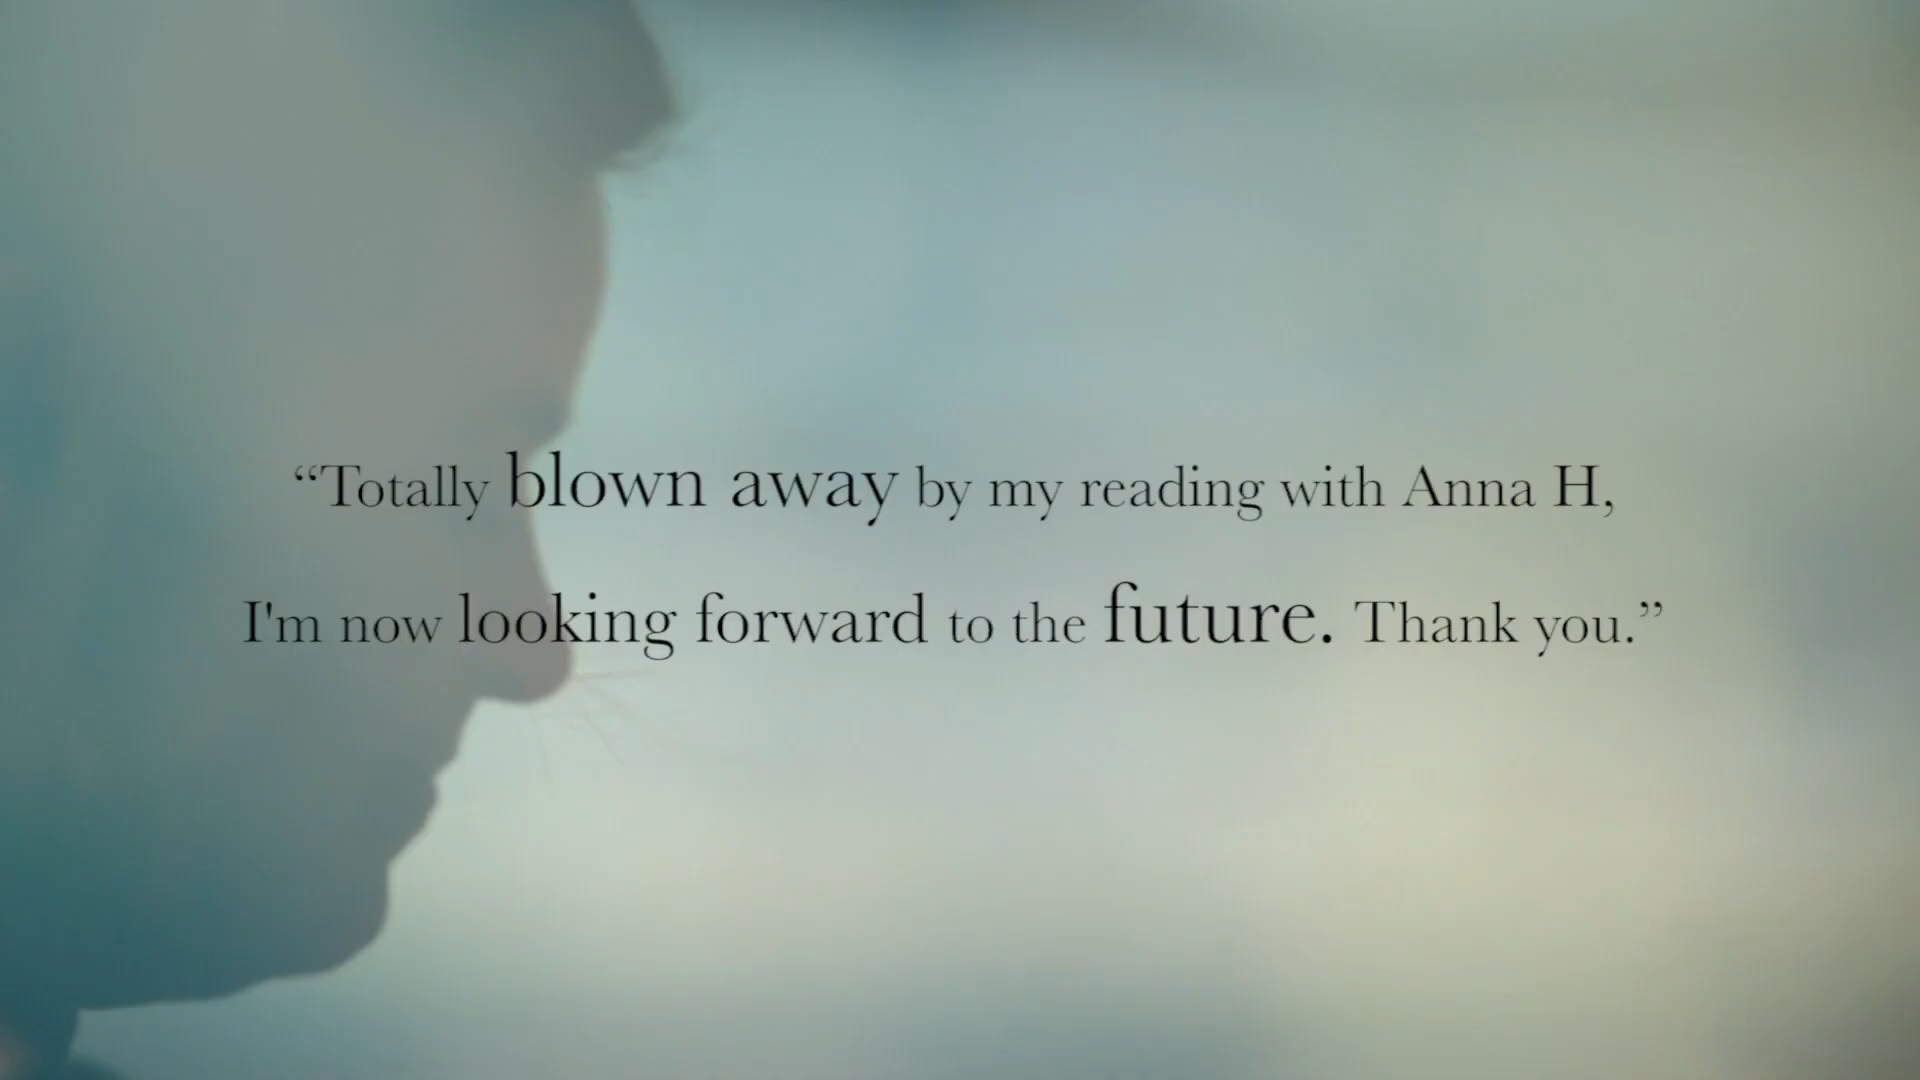 “Totally blown away by my reading with Anna H,
I'm now looking forward to the future. Thank you.”